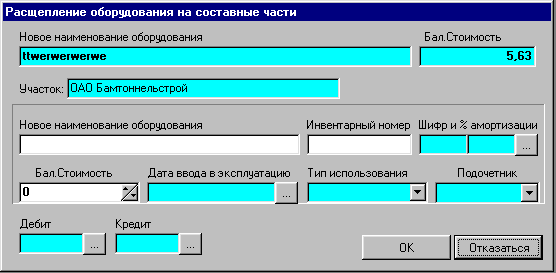 Расщепление оборудования на составные части
Новое наименование оборудования Бал.Стоимость
ttwerwerwerwe 5,63
Участок: ОАО Бамтоннельстрой
Новое наименование оборудования Инвентарный номер Шифр и % амортизации
...
Бал.Стоимость Дата ввода в эксплуатацию Тип использования Подочетник
0 ...
Дебит Кредит
... ...
OK Отказаться